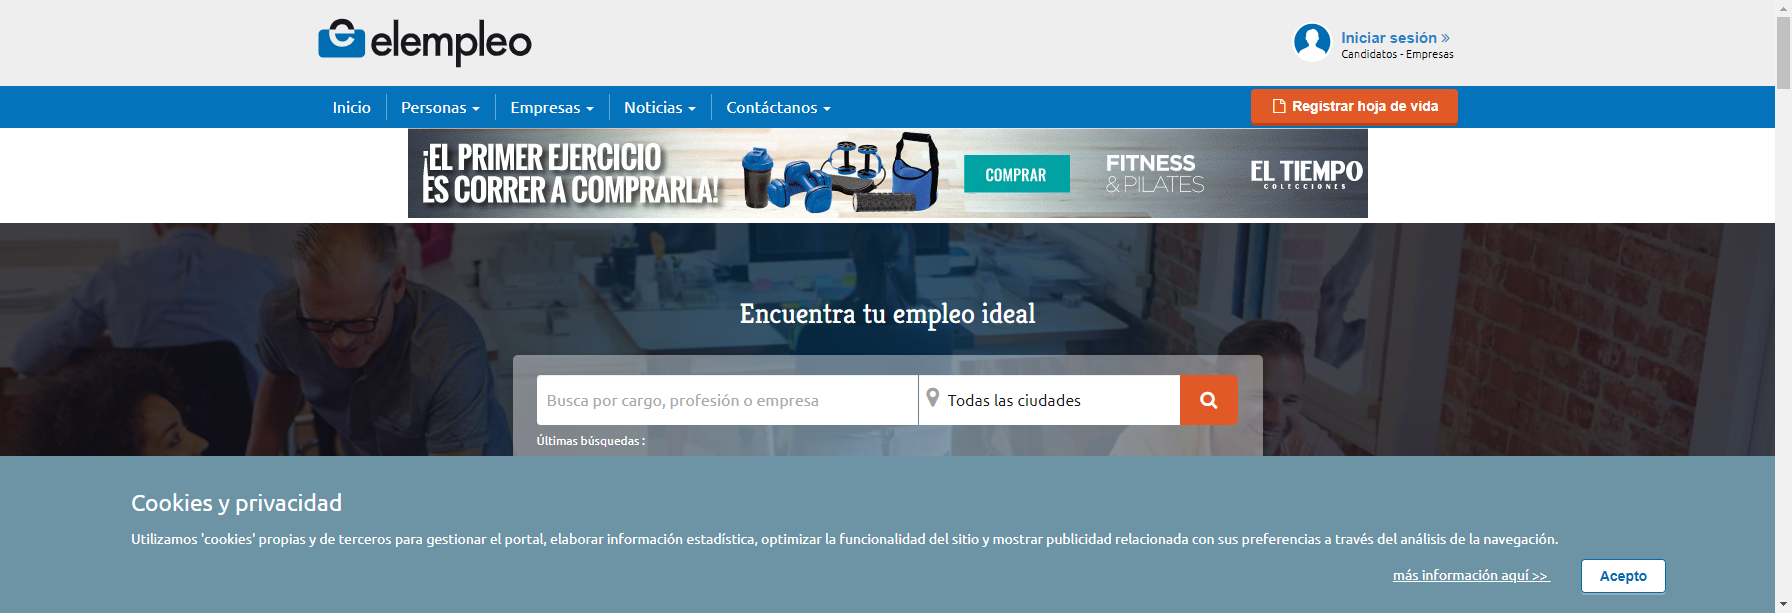 elempleo
Iniciar sesión »
Candidatos - Empresas
Inicio Personas Empresas Noticias Contáctanos Registrar hoja de vida
¡EL PRIMER EJERCICIO
ES CORRER A COMPRARLA!
COMPRAR
FITNESS
& PILATES
EL TIEMPO
COLECCIONES
Encuentra tu empleo ideal
Busca por cargo, profesión o empresa Todas las ciudades
Últimas búsquedas :
Cookies y privacidad
Utilizamos 'cookies' propias y de terceros para gestionar el portal, elaborar información estadística, optimizar la funcionalidad del sitio y mostrar publicidad relacionada con sus preferencias a través del análisis de la navegación.
más información aquí >> Acepto